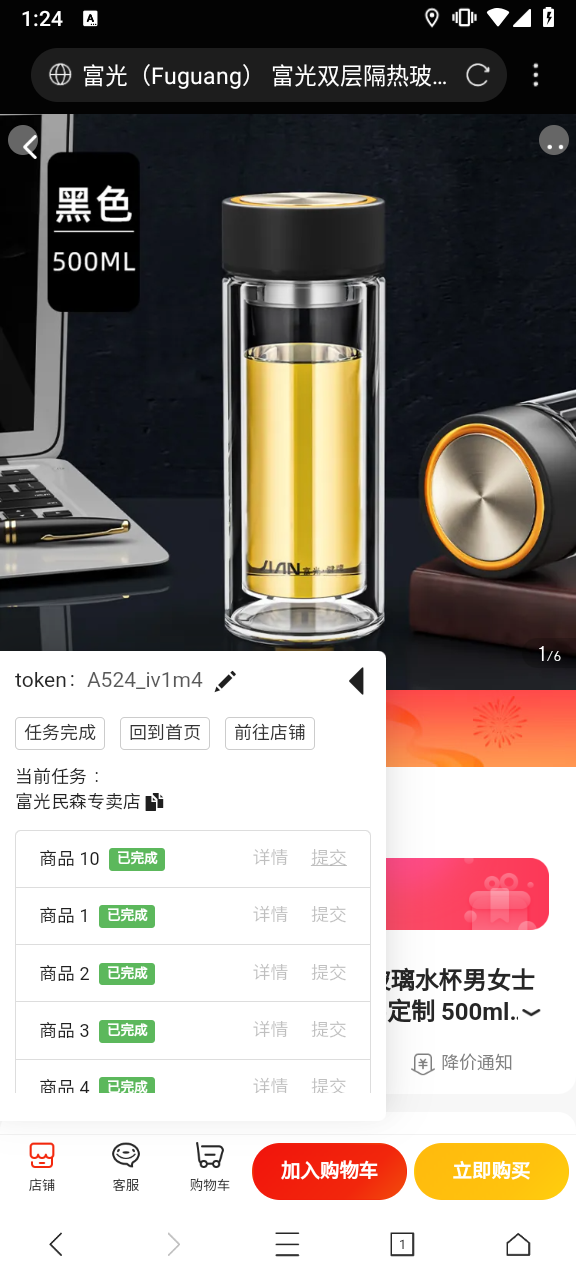 1:24
A
富光（Fuguang） 富光双层隔热玻...
黑色
500ML
1/6
token： A524_iv1m4
任务完成 回到首页 前往店铺
当前任务：
富光民森专卖店
商品 10 已完成 详情 提交
商品 1 已完成 详情 提交
商品 2 已完成 详情 提交
商品 3 已完成 详情 提交
商品 4 已完成 详情 提交
玻璃水杯男女士
定制 500ml..
降价通知
店铺 客服 购物车 加入购物车 立即购买
1